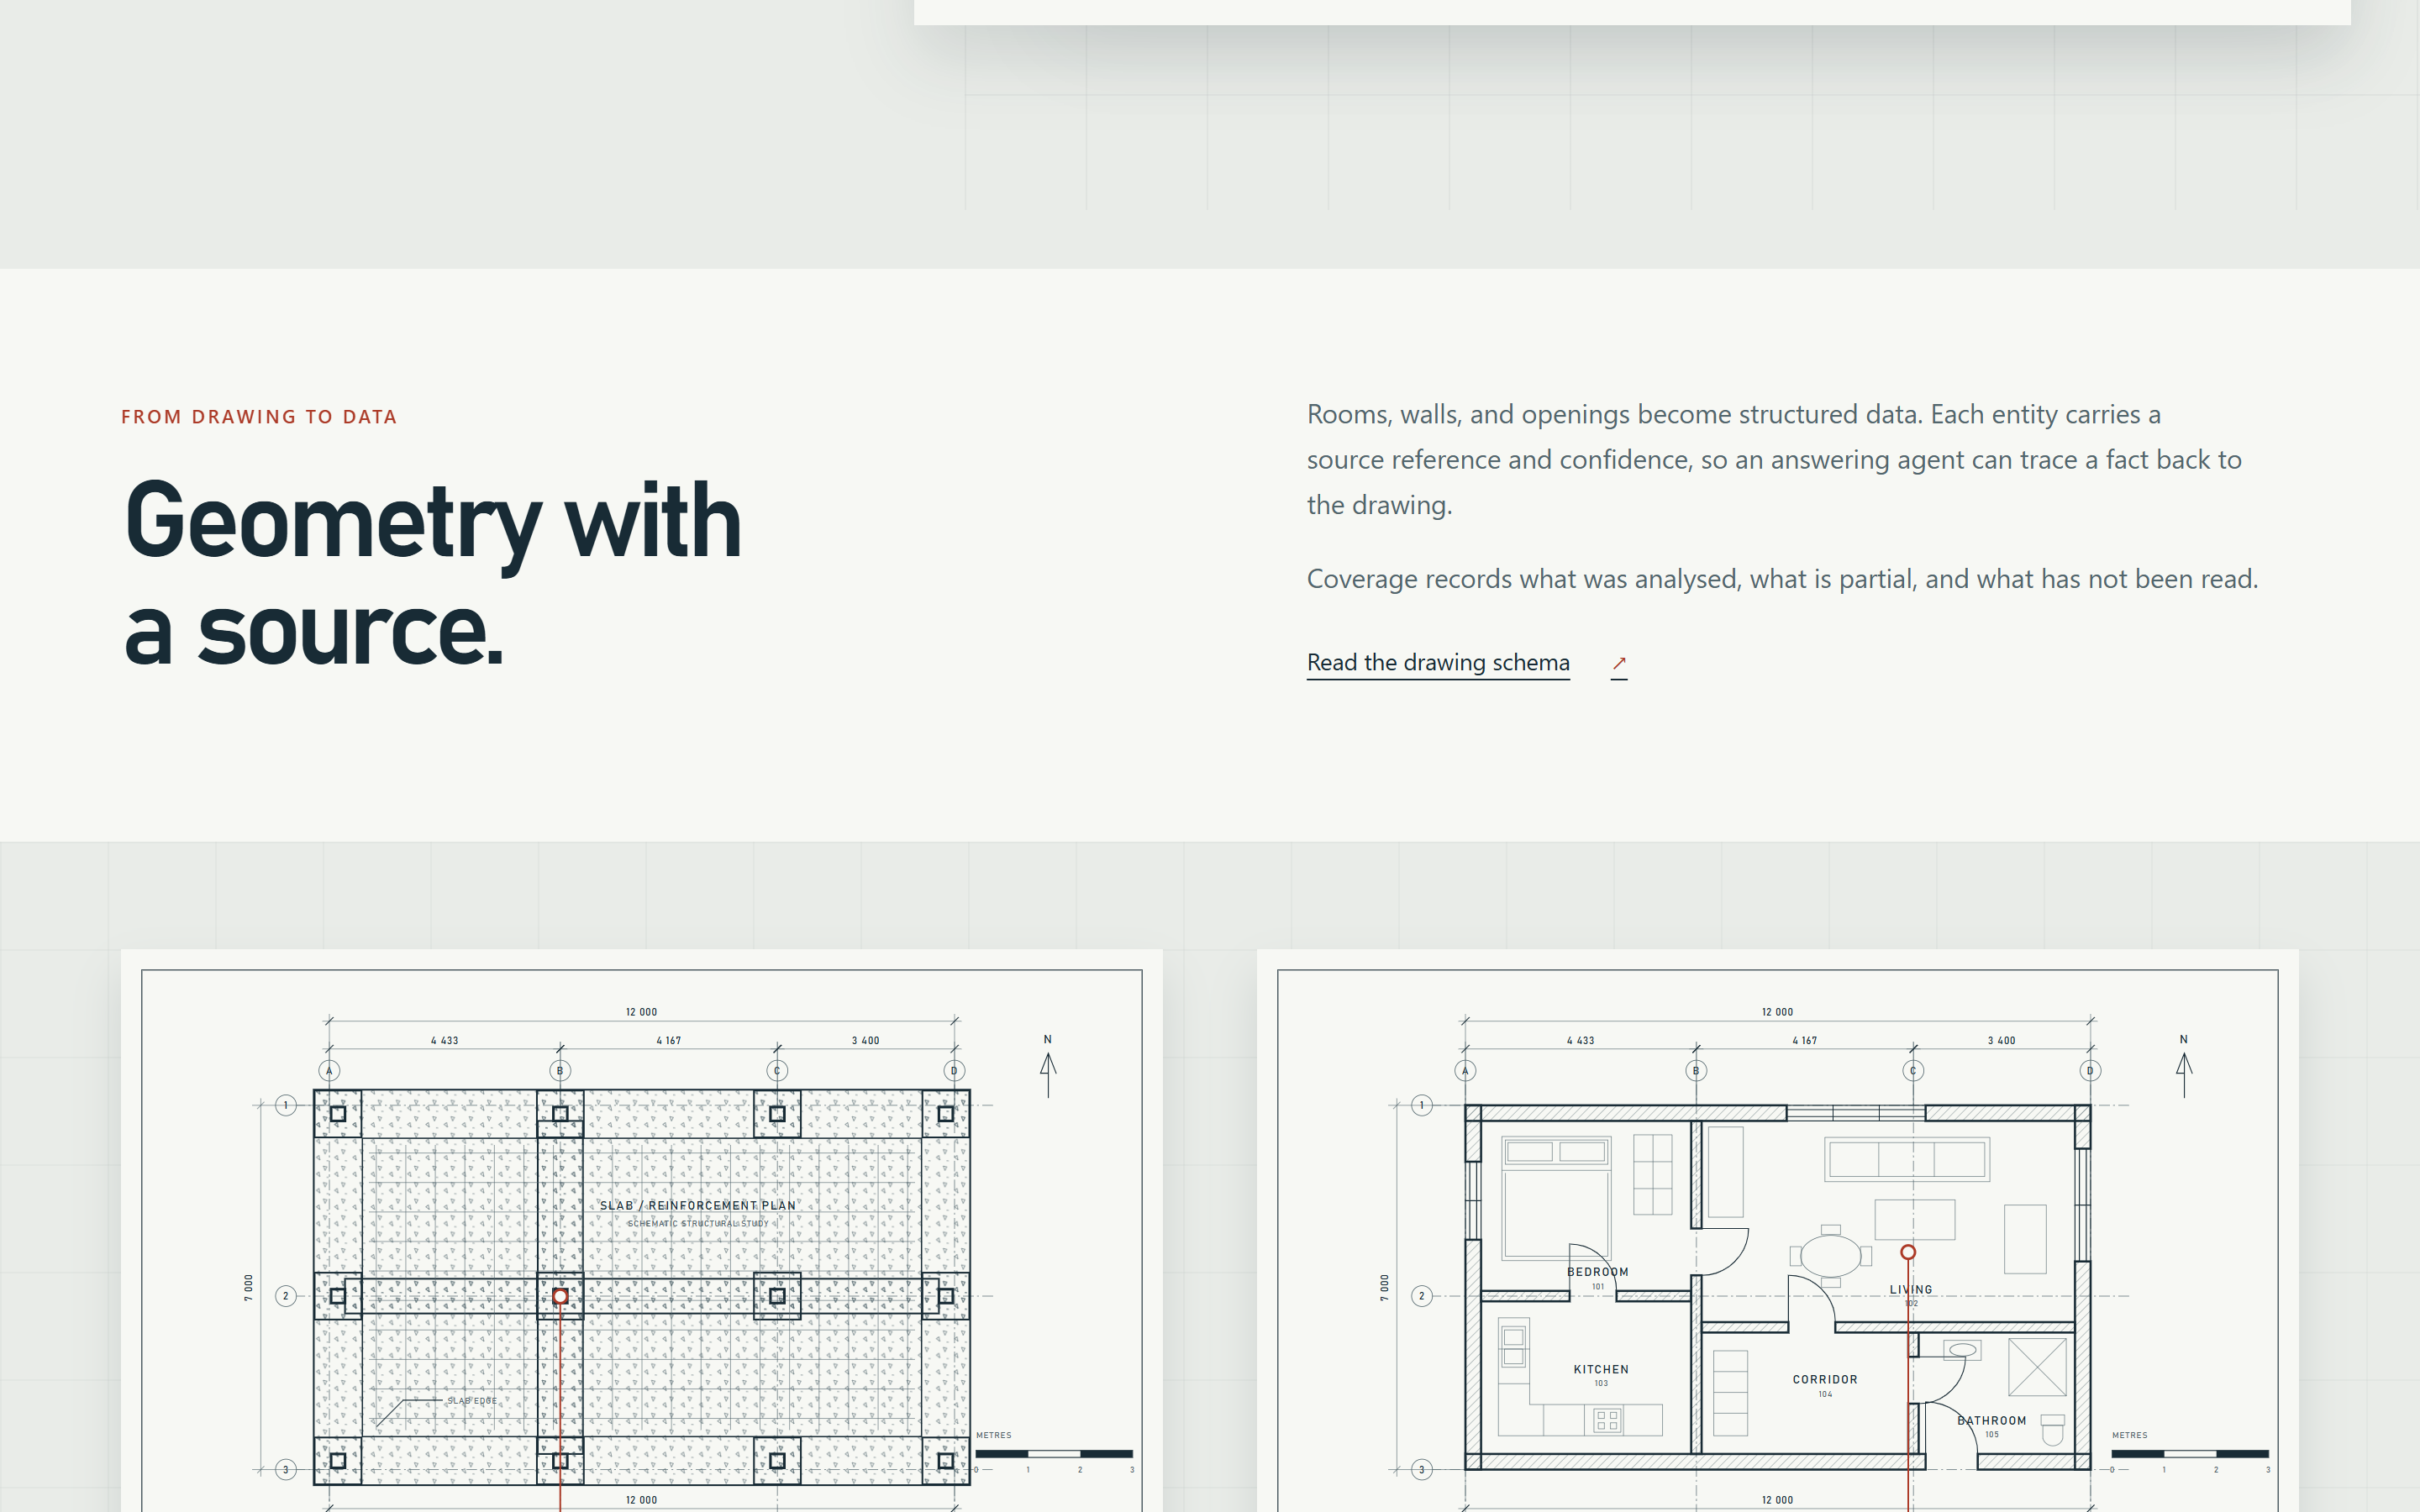 FROM DRAWING TO DATA
Geometry with
a source.
Rooms, walls, and openings become structured data. Each entity carries a
source reference and confidence, so an answering agent can trace a fact back to
the drawing.
Coverage records what was analysed, what is partial, and what has not been read.
Read the drawing schema ↗
12 000
4 433 4 167 3 400
N
A B C D
1
SLAB / REINFORCEMENT PLAN
SCHEMATIC STRUCTURAL STUDY
7 000
2
SLAB EDGE
METRES
3
0 1 2 3
12 000
12 000
4 433 4 167 3 400
N
A B C D
1
BEDROOM
101
7 000
2
LIVING
102
KITCHEN
103
CORRIDOR
104
BATHROOM
105
METRES
3
0 1 2 3
12 000